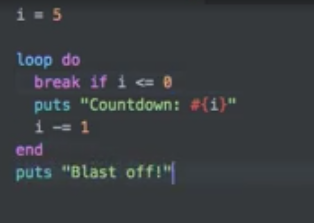 i = 5
loop do
  break if i <= 0
  puts "Countdown: #{i}"
  i -= 1
end
puts "Blast off!"